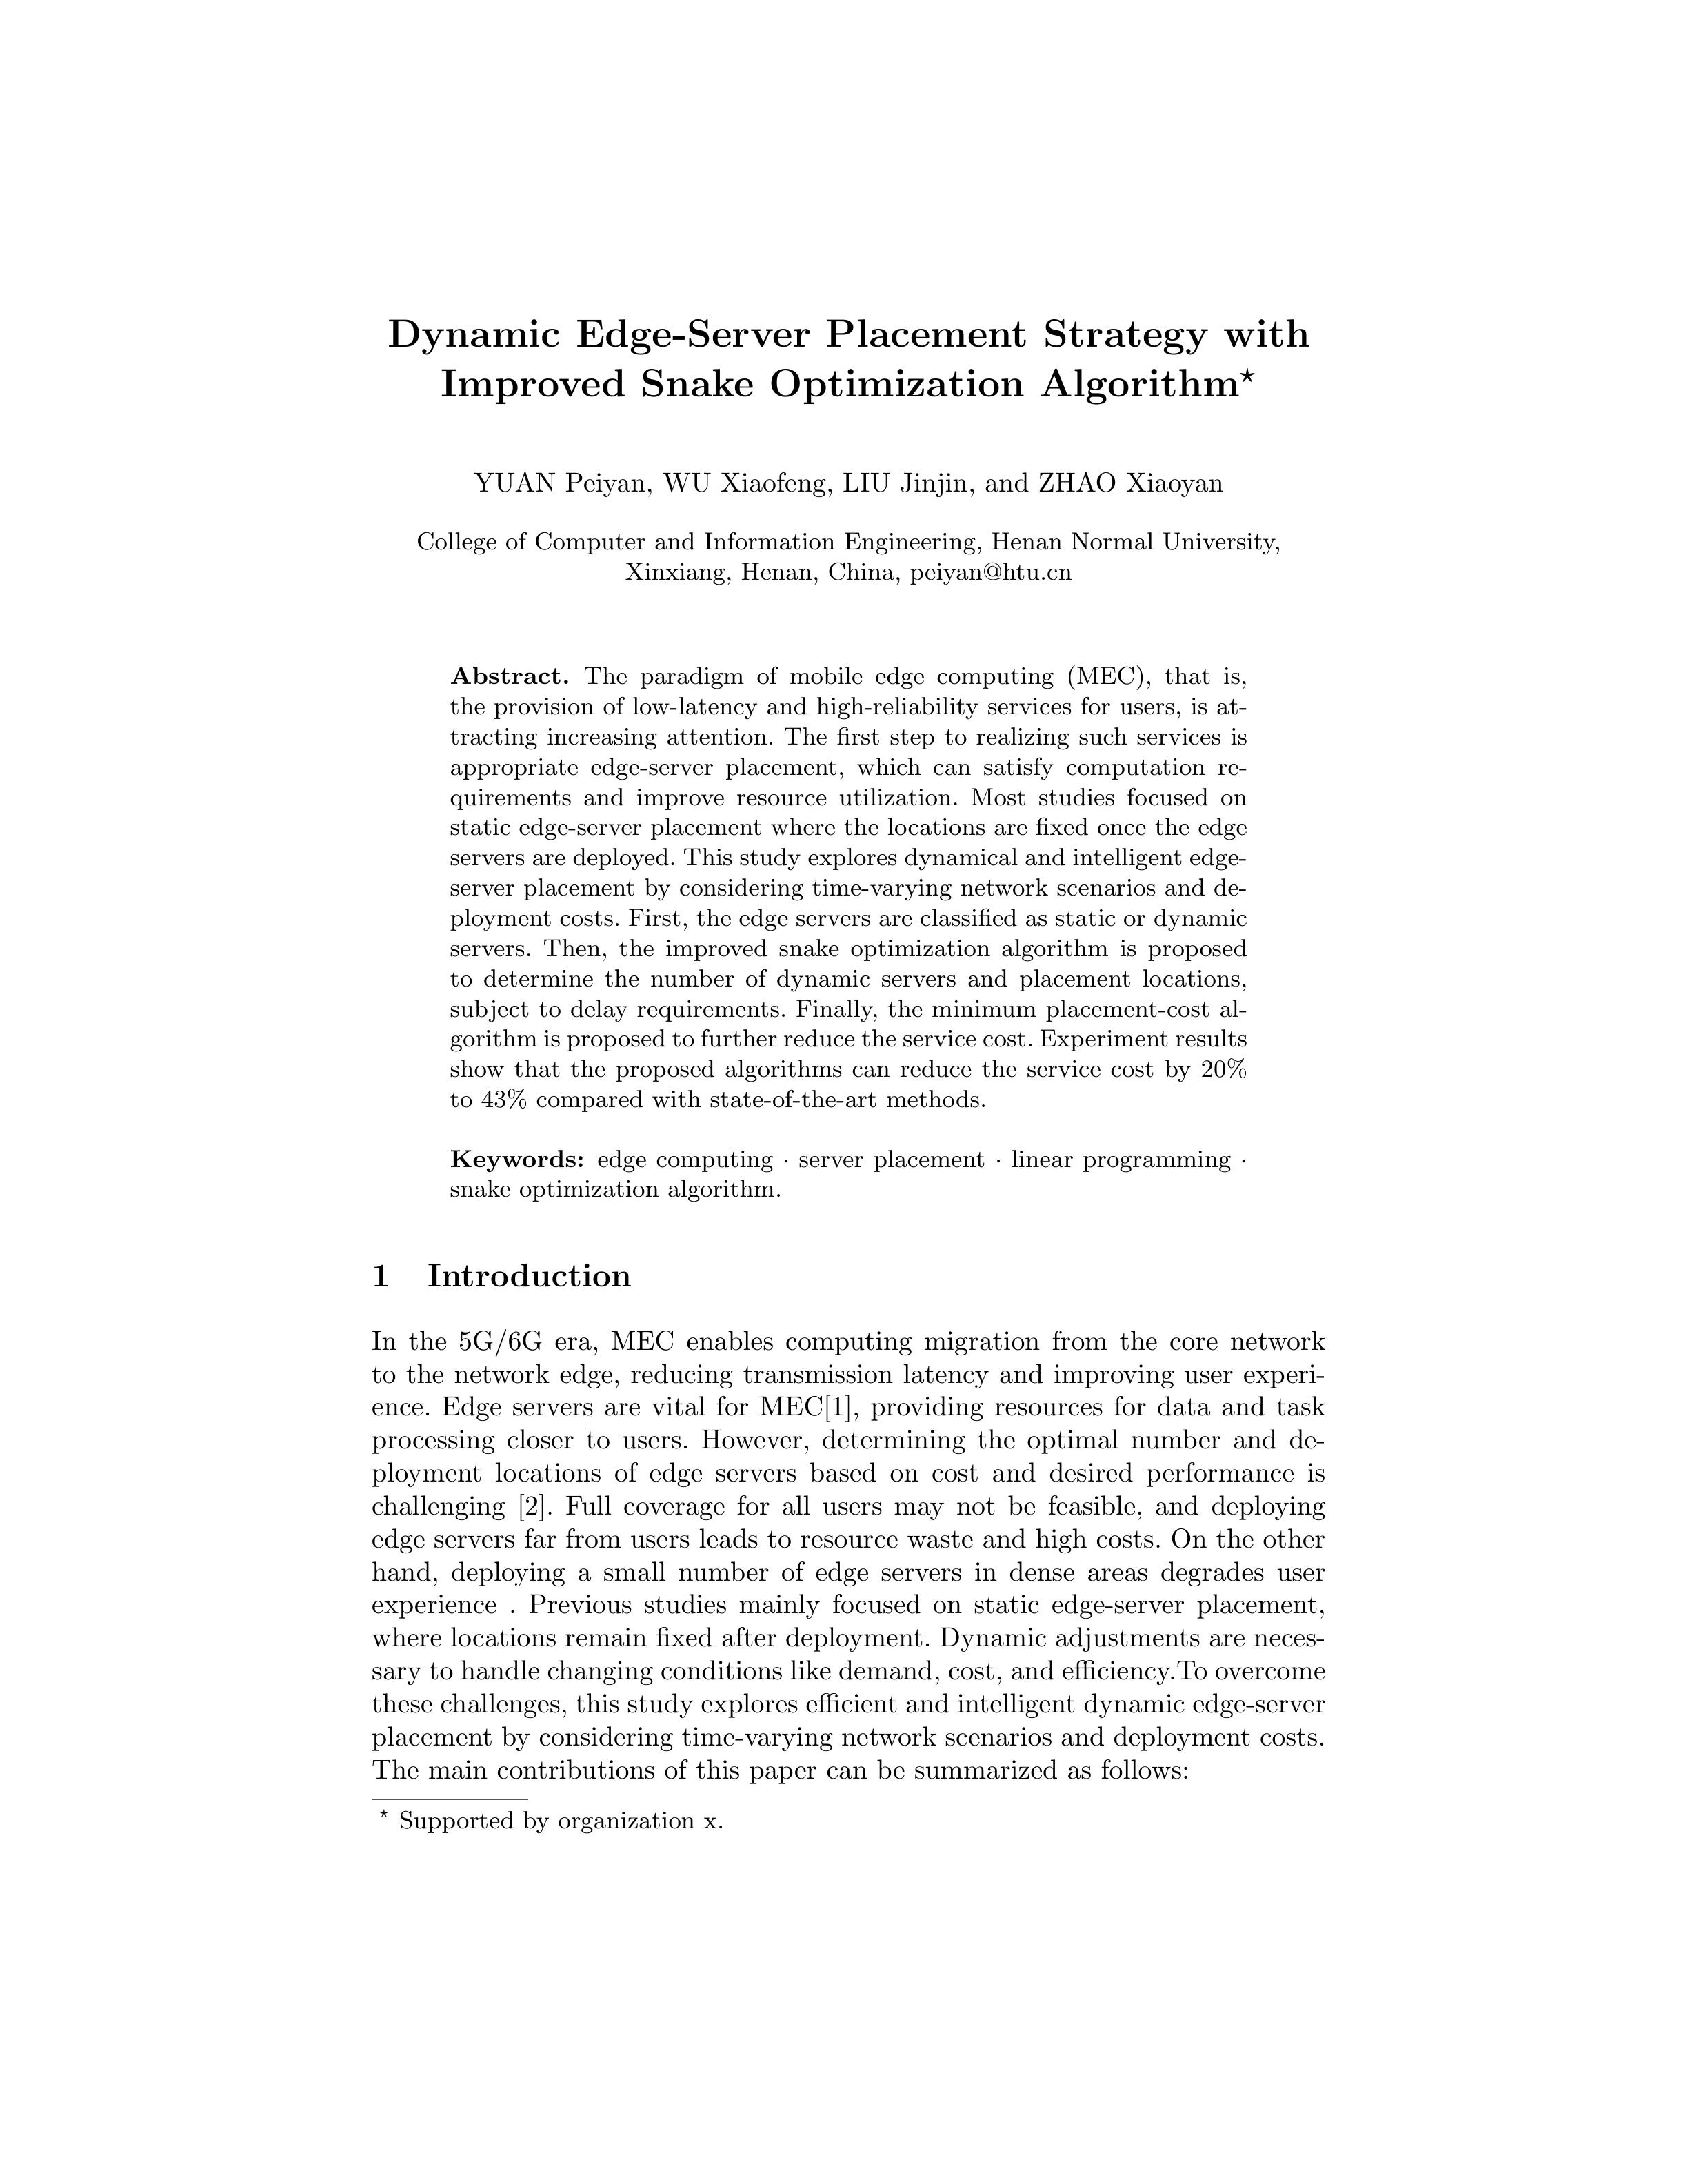 Dynamic Edge-Server Placement Strategy with
Improved Snake Optimization Algorithm⋆
YUAN Peiyan, WU Xiaofeng, LIU Jinjin, and ZHAO Xiaoyan
College of Computer and Information Engineering, Henan Normal University,
Xinxiang, Henan, China, peiyan@htu.cn
Abstract. The paradigm of mobile edge computing (MEC), that is,
the provision of low-latency and high-reliability services for users, is at-
tracting increasing attention. The first step to realizing such services is
appropriate edge-server placement, which can satisfy computation re-
quirements and improve resource utilization. Most studies focused on
static edge-server placement where the locations are fixed once the edge
servers are deployed. This study explores dynamical and intelligent edge-
server placement by considering time-varying network scenarios and de-
ployment costs. First, the edge servers are classified as static or dynamic
servers. Then, the improved snake optimization algorithm is proposed
to determine the number of dynamic servers and placement locations,
subject to delay requirements. Finally, the minimum placement-cost al-
gorithm is proposed to further reduce the service cost. Experiment results
show that the proposed algorithms can reduce the service cost by 20%
to 43% compared with state-of-the-art methods.
Keywords: edge computing · server placement · linear programming ·
snake optimization algorithm.
1 Introduction
In the 5G/6G era, MEC enables computing migration from the core network
to the network edge, reducing transmission latency and improving user experi-
ence. Edge servers are vital for MEC[1], providing resources for data and task
processing closer to users. However, determining the optimal number and de-
ployment locations of edge servers based on cost and desired performance is
challenging [2]. Full coverage for all users may not be feasible, and deploying
edge servers far from users leads to resource waste and high costs. On the other
hand, deploying a small number of edge servers in dense areas degrades user
experience . Previous studies mainly focused on static edge-server placement,
where locations remain fixed after deployment. Dynamic adjustments are neces-
sary to handle changing conditions like demand, cost, and efficiency.To overcome
these challenges, this study explores efficient and intelligent dynamic edge-server
placement by considering time-varying network scenarios and deployment costs.
The main contributions of this paper can be summarized as follows:
⋆ Supported by organization x.